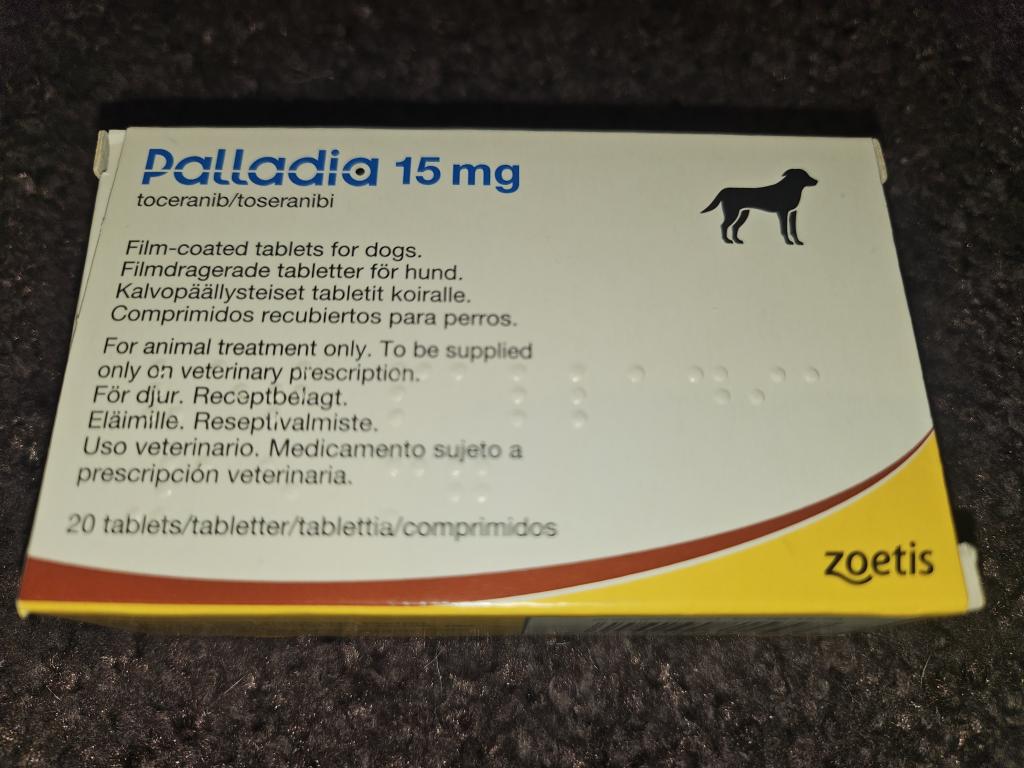 Palladia 15 mg
toceranib/toseranibi
Film-coated tablets for dogs.
Filmdragerade tabletter för hund.
Kalvopäällysteiset tabletit koiralle.
Comprimidos recubiertos para perros.
For animal treatment only. To be supplied
only on veterinary prescription.
För djur. Receptbelagt.
Eläimille. Reseptivalmiste.
Uso veterinario. Medicamento sujeto a
prescripción veterinaria.
20 tablets/tabletter/tablettia/comprimidos
zoetis